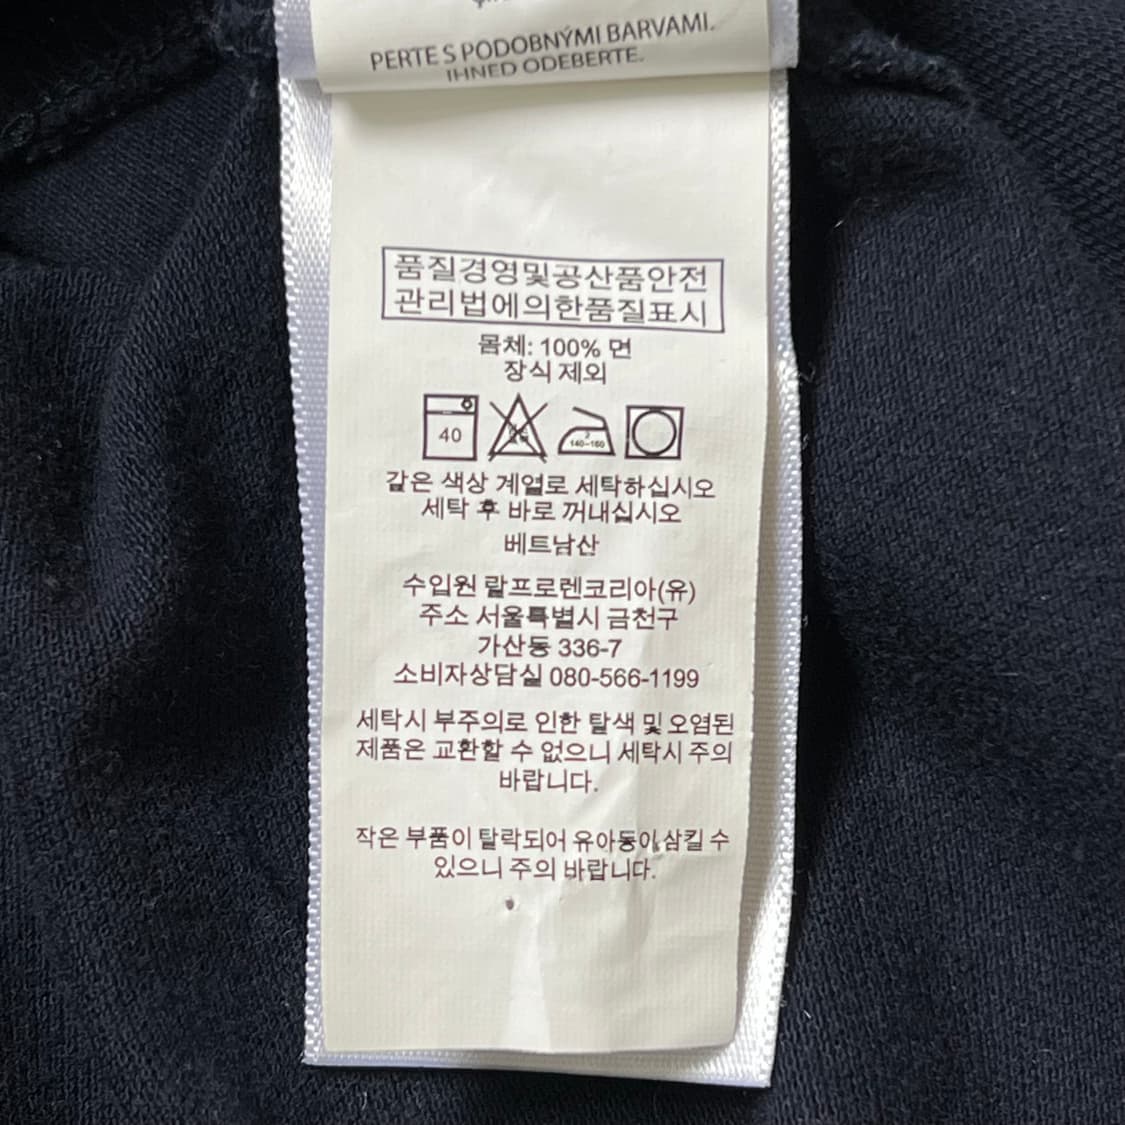 PERTE S PODOBNÝMI BARVAMI.
IHNED ODEBERTE.
품질경영및공산품안전
관리법에의한품질표시
몸체: 100% 면
장식 제외
40
2
140~160
같은 색상 계열로 세탁하십시오
세탁 후 바로 꺼내십시오
베트남산
수입원 랄프로렌코리아(유)
주소 서울특별시 금천구
가산동 336-7
소비자상담실 080-566-1199
세탁시 부주의로 인한 탈색 및 오염된
제품은 교환할 수 없으니 세탁시 주의
바랍니다.
작은 부품이 탈락되어 유아동이 삼킬 수
있으니 주의 바랍니다.